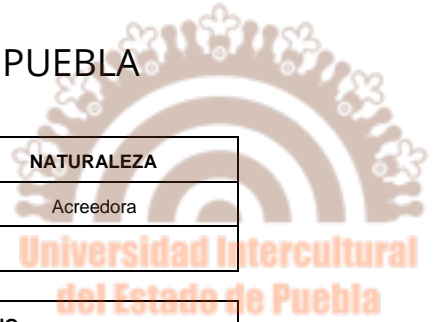 PUEBLA
NATURALEZA
Acreedora
Universidad Intercultural
del Estado de Puebla